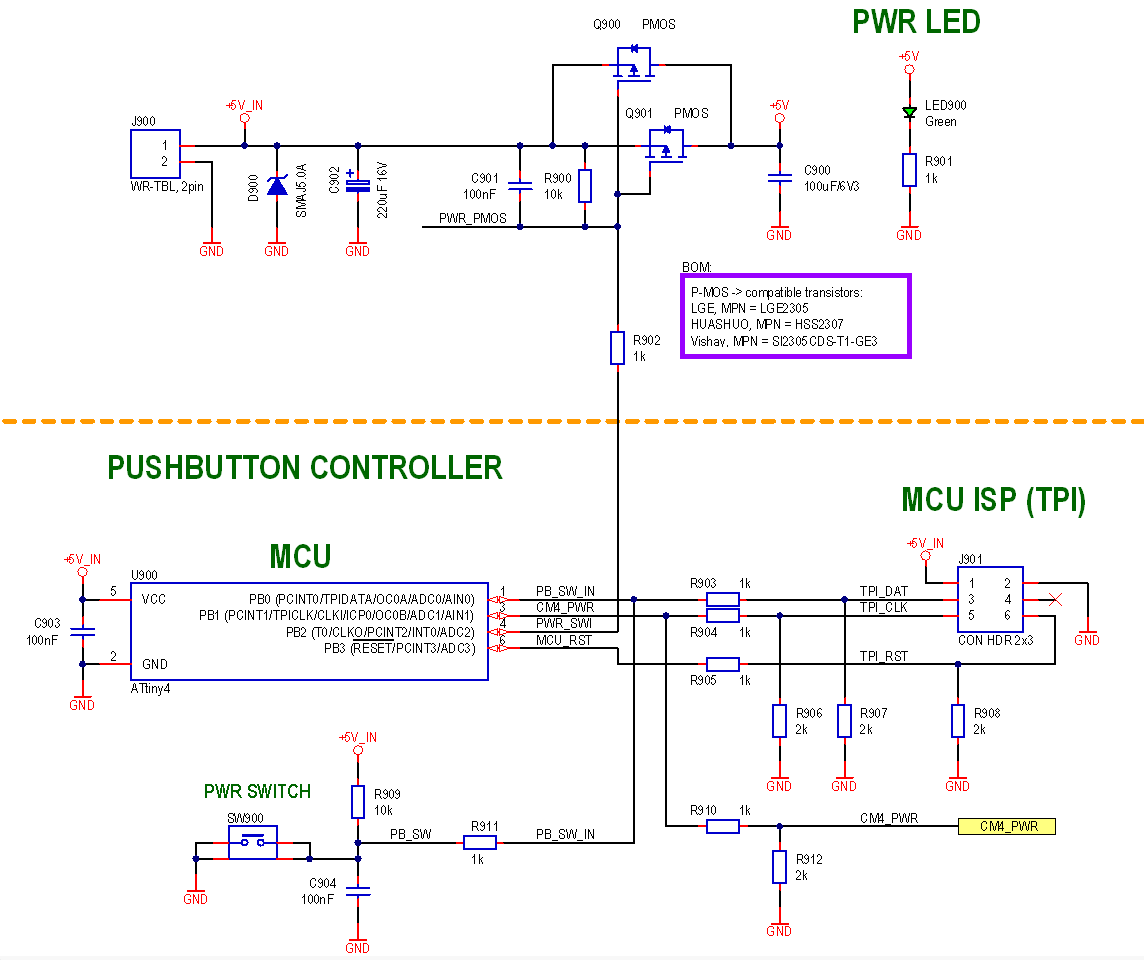 PWR LED
Q900 PMOS
+5V
+5V_IN
Q901 PMOS
+5V
LED900
Green
J900
1
2
WR-TBL, 2pin
D900
SMAJ5.0A
C902
+
220uF 16V
C901
100nF
R900
10k
C900
100uF/6V3
R901
1k
PWR_PMOS
GND
GND
GND
GND
GND
BOM:
P-MOS -> compatible transistors:
LGE, MPN = LGE2305
HUASHUO, MPN = HSS2307
Vishay, MPN = SI2305CDS-T1-GE3
R902
1k
PUSHBUTTON CONTROLLER
MCU ISP (TPI)
MCU
+5V_IN
+5V_IN
U900
J901
5 VCC
2 GND
PB0 (PCINT0/TPIDATA/OC0A/ADC0/AIN0) 1 PB_SW_IN
PB1 (PCINT1/TPICLK/CLKI/ICP0/OC0B/ADC1/AIN1) 3 CM4_PWR
PB2 (T0/CLKO/PCINT2/INT0/ADC2) 4 PWR_SWI
PB3 (RESET/PCINT3/ADC3) 6 MCU_RST
ATtiny4
C903
100nF
GND
R903 1k
R904 1k
R905 1k
TPI_DAT
TPI_CLK
TPI_RST
1 2
3 4
5 6
CON HDR 2x3
GND
R906
2k
R907
2k
R908
2k
GND
GND
GND
+5V_IN
PWR SWITCH
SW900
R909
10k
PB_SW
R911
1k
PB_SW_IN
GND
C904
100nF
GND
R910 1k
CM4_PWR
CM4_PWR
R912
2k
GND